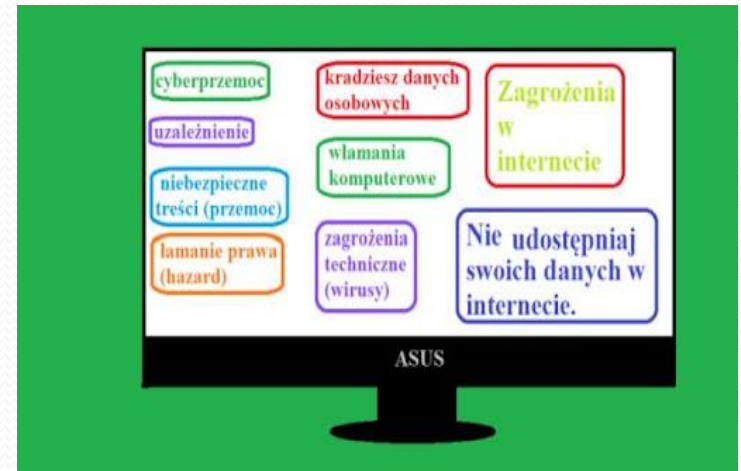 cyberprzemoc
uzależnienie
niebezpieczne
treści (przemoc)
łamanie prawa
(hazard)
kradziesz danych
osobowych
włamania
komputerowe
zagrożenia
techniczne
(wirusy)
Zagrożenia
w
internecie
Nie udostępniaj
swoich danych w
internecie.
ASUS